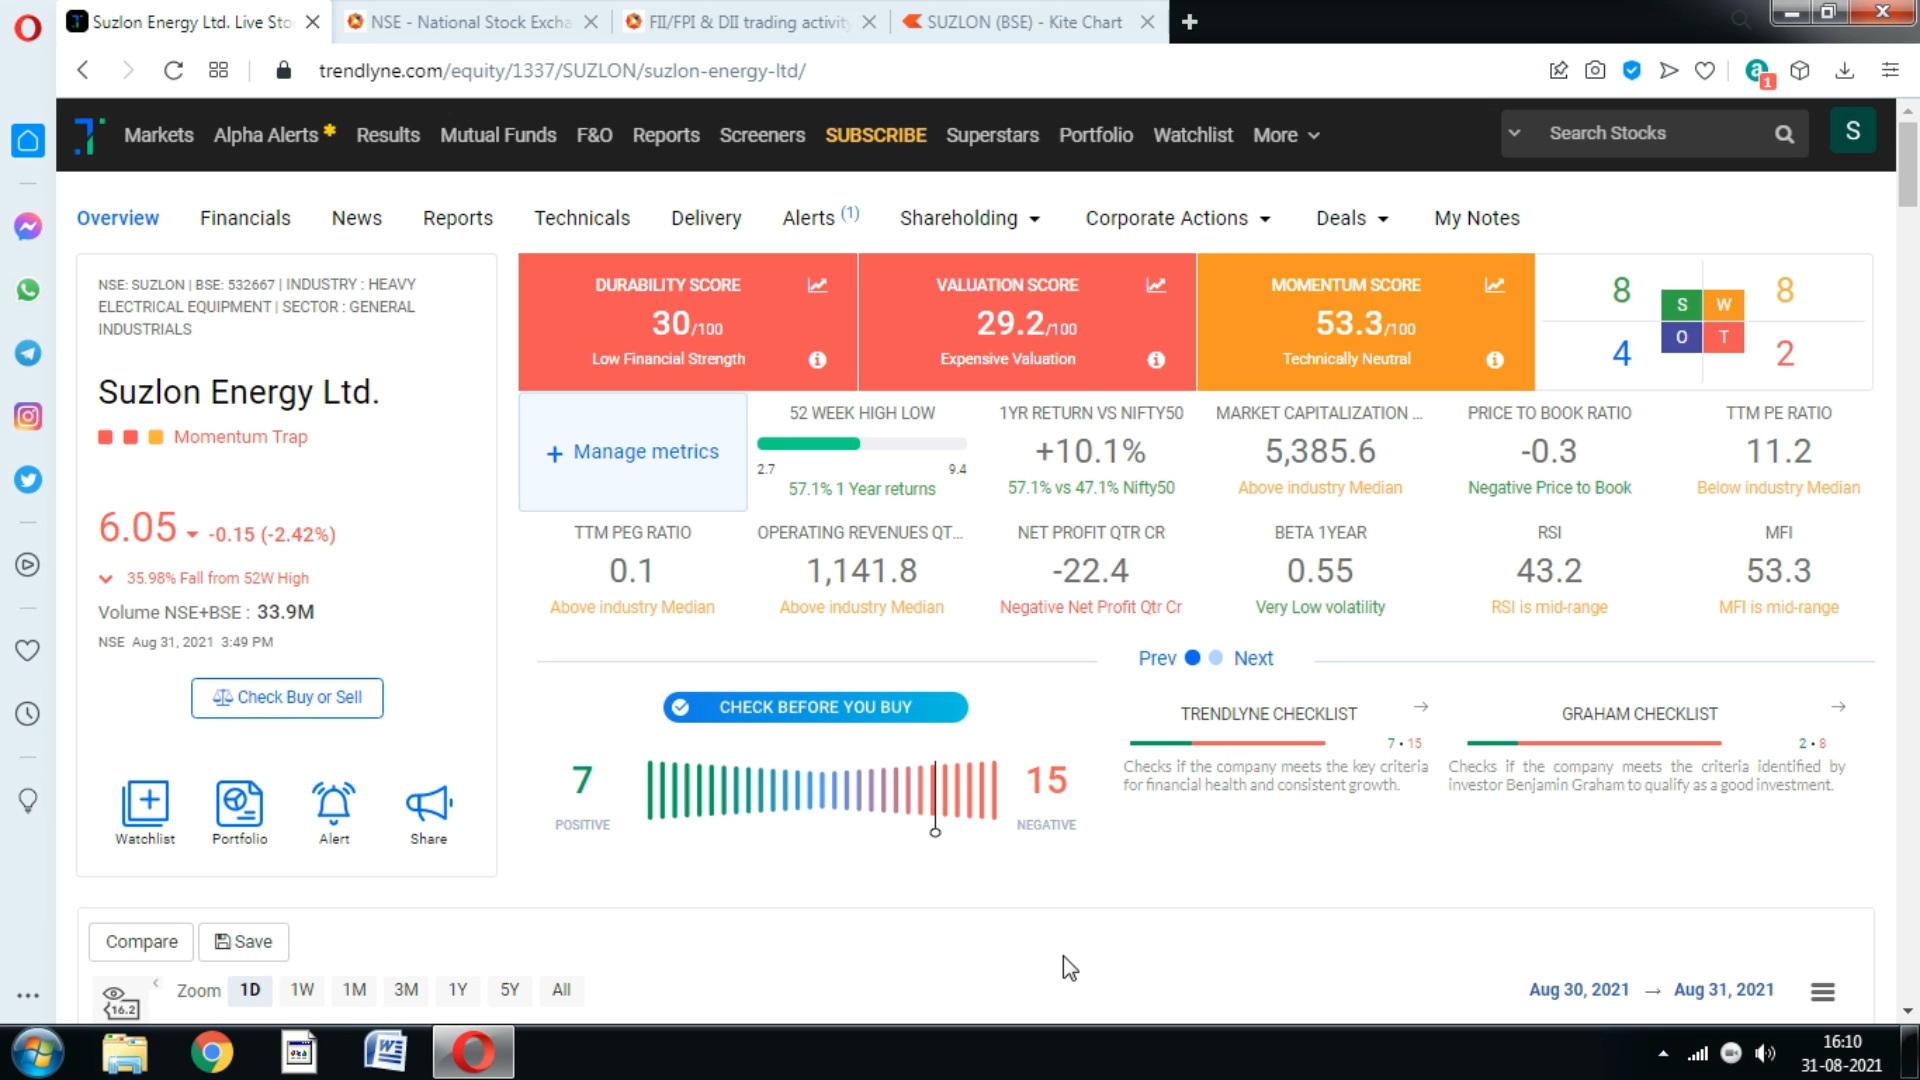 Suzlon Energy Ltd. Live Sto
NSE - National Stock Excha
FII/FPI & DII trading activity
SUZLON (BSE) - Kite Chart
trendlyne.com/equity/1337/SUZLON/suzlon-energy-ltd/
1
Markets Alpha Alerts Results Mutual Funds F&O Reports Screeners SUBSCRIBE Superstars Portfolio Watchlist More
Search Stocks
S
Overview Financials News Reports Technicals Delivery Alerts (1) Shareholding Corporate Actions Deals My Notes
NSE: SUZLON | BSE: 532667 | INDUSTRY : HEAVY
ELECTRICAL EQUIPMENT | SECTOR : GENERAL
INDUSTRIALS
Suzlon Energy Ltd.
Momentum Trap
6.05 -0.15 (-2.42%)
35.98% Fall from 52W High
Volume NSE+BSE : 33.9M
NSE Aug 31, 2021 3:49 PM
Check Buy or Sell
Watchlist Portfolio Alert Share
DURABILITY SCORE
30/100
Low Financial Strength
VALUATION SCORE
29.2/100
Expensive Valuation
MOMENTUM SCORE
53.3/100
Technically Neutral
8 S W 8
4 O T 2
+ Manage metrics
52 WEEK HIGH LOW
2.7 9.4
57.1% 1 Year returns
1YR RETURN VS NIFTY50
+10.1%
57.1% vs 47.1% Nifty50
MARKET CAPITALIZATION ...
5,385.6
Above industry Median
PRICE TO BOOK RATIO
-0.3
Negative Price to Book
TTM PE RATIO
11.2
Below industry Median
TTM PEG RATIO
0.1
Above industry Median
OPERATING REVENUES QT...
1,141.8
Above industry Median
NET PROFIT QTR CR
-22.4
Negative Net Profit Qtr Cr
BETA 1YEAR
0.55
Very Low volatility
RSI
43.2
RSI is mid-range
MFI
53.3
MFI is mid-range
Prev Next
CHECK BEFORE YOU BUY
7
POSITIVE
15
NEGATIVE
TRENDLYNE CHECKLIST
7 • 15
Checks if the company meets the key criteria
for financial health and consistent growth.
GRAHAM CHECKLIST
2 • 8
Checks if the company meets the criteria identified by
investor Benjamin Graham to qualify as a good investment.
Compare Save
16.2
Zoom 1D 1W 1M 3M 1Y 5Y All
Aug 30, 2021 → Aug 31, 2021
16:10
31-08-2021